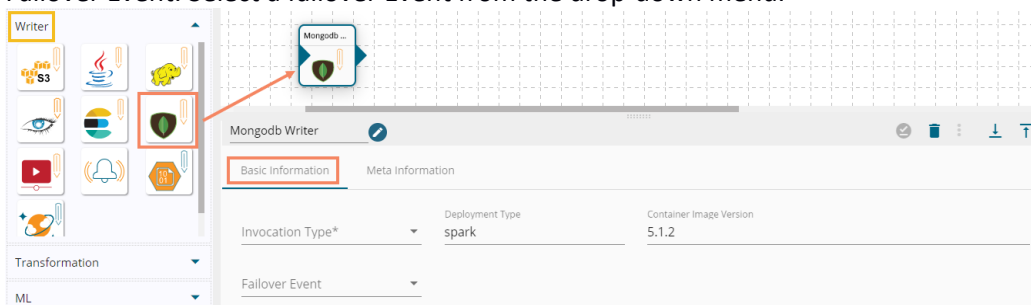 Failover Event: Select a failover Event from the drop-down menu.
Writer
Mongodb ...
S3
Mongodb Writer
Basic Information
Meta Information
Deployment Type
Container Image Version
Invocation Type*
spark
5.1.2
Transformation
Failover Event
ML